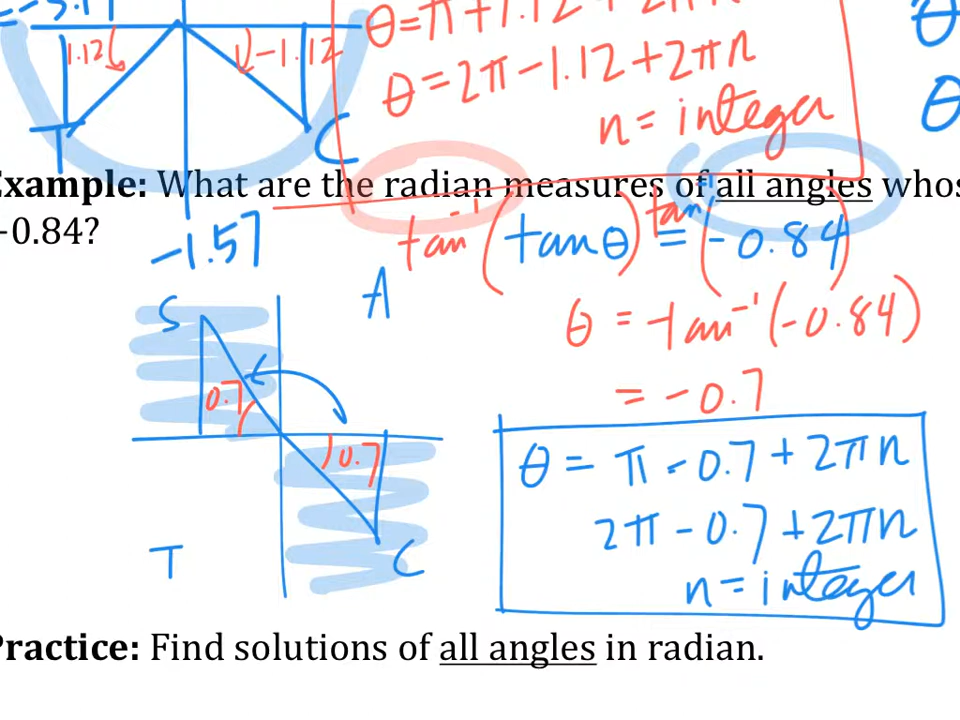 θ = π + 1.12 + 2πn
1.12
-1.12
θ = 2π - 1.12 + 2πn
n = integer
T
C
θ
θ
Example: What are the radian measures of all angles whos
-0.84?
-1.57
tan⁻¹(tanθ) = tan⁻¹(-0.84)
S
A
θ = tan⁻¹(-0.84)
= -0.7
0.7
0.7
θ = π - 0.7 + 2πn
2π - 0.7 + 2πn
n = integer
T
C
Practice: Find solutions of all angles in radian.